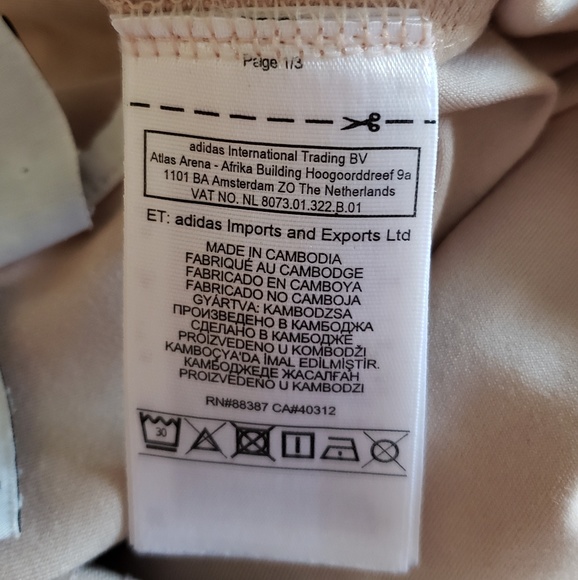 Page 1/3
adidas International Trading BV
Atlas Arena - Afrika Building Hoogoorddreef 9a
1101 BA Amsterdam ZO The Netherlands
VAT NO. NL 8073.01.322.B.01
ET: adidas Imports and Exports Ltd
MADE IN CAMBODIA
FABRIQUÉ AU CAMBODGE
FABRICADO EN CAMBOYA
FABRICADO NO CAMBOJA
GYÁRTVA: KAMBODZSA
ПРОИЗВЕДЕНО В КАМБОДЖА
СДЕЛАНО В КАМБОДЖЕ
PROIZVEDENO U KOMBODŽI
KAMBOÇYA'DA İMAL EDİLMİŞTİR.
КАМБОДЖЕДЕ ЖАСАЛҒАН
PROIZVEDENO U KAMBODZI
RN#88387 CA#40312
30